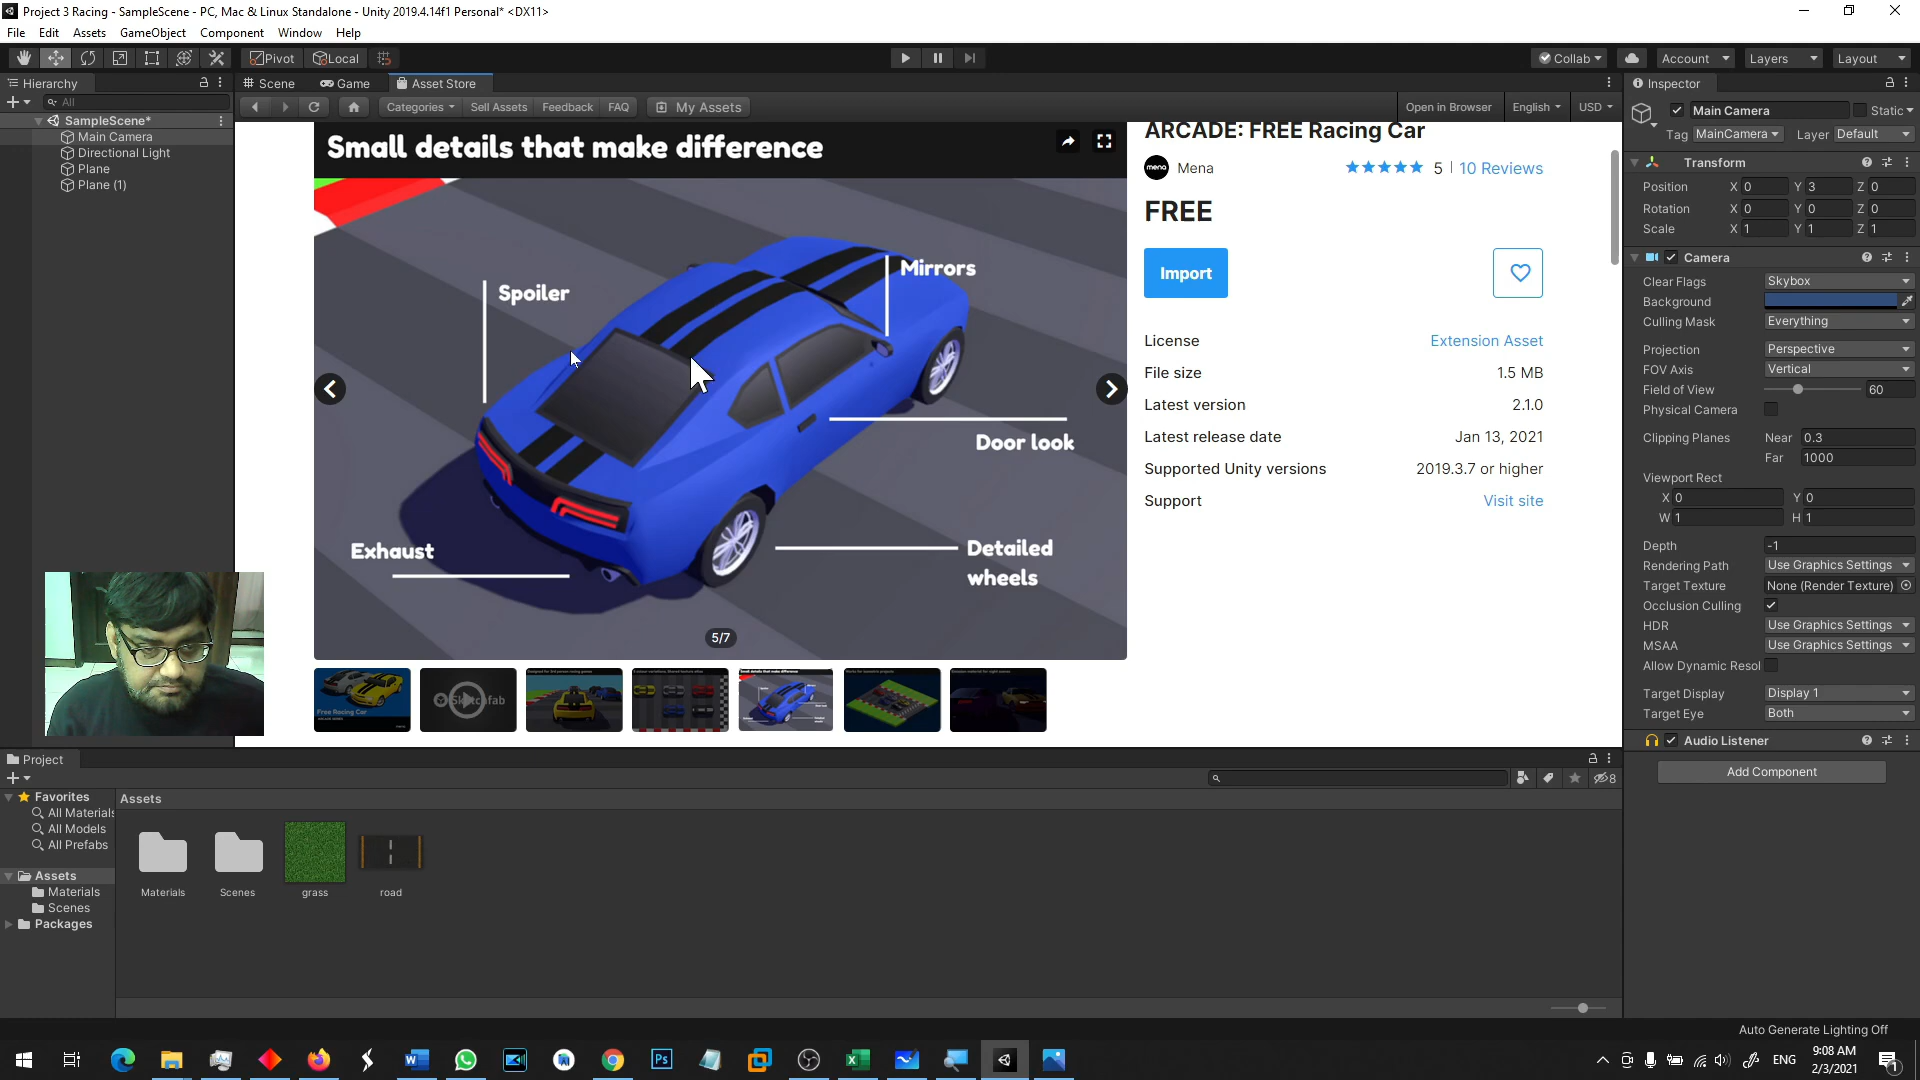 Project 3 Racing - SampleScene - PC, Mac & Linux Standalone - Unity 2019.4.14f1 Personal* <DX11>
File Edit Assets GameObject Component Window Help
Pivot Local Collab Account Layers Layout
Hierarchy
Scene Game Asset Store
Inspector
All
Categories Sell Assets Feedback FAQ My Assets Open in Browser English USD
SampleScene*
Main Camera
Directional Light
Plane
Plane (1)
Small details that make difference
Spoiler
Mirrors
Door look
Exhaust
Detailed
wheels
5/7
Free Racing Car
Sketchfab
ARCADE: FREE Racing Car
mena Mena 5 | 10 Reviews
FREE
Import
License Extension Asset
File size 1.5 MB
Latest version 2.1.0
Latest release date Jan 13, 2021
Supported Unity versions 2019.3.7 or higher
Support Visit site
Main Camera Static
Tag MainCamera Layer Default
Transform
Position X 0 Y 3 Z 0
Rotation X 0 Y 0 Z 0
Scale X 1 Y 1 Z 1
Camera
Clear Flags Skybox
Background
Culling Mask Everything
Projection Perspective
FOV Axis Vertical
Field of View 60
Physical Camera
Clipping Planes Near 0.3
Far 1000
Viewport Rect
X 0 Y 0
W 1 H 1
Depth -1
Rendering Path Use Graphics Settings
Target Texture None (Render Texture)
Occlusion Culling
HDR Use Graphics Settings
MSAA Use Graphics Settings
Allow Dynamic Resol
Target Display Display 1
Target Eye Both
Audio Listener
Add Component
Project
8
Favorites
All Materials
All Models
All Prefabs
Assets
Materials
Scenes
Packages
Assets
Materials Scenes grass road
Auto Generate Lighting Off
ENG
9:08 AM
2/3/2021
1